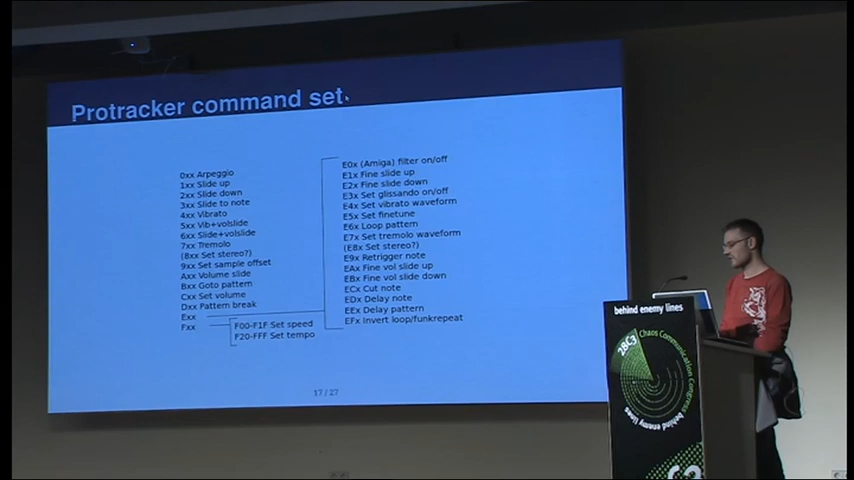 Protracker command set
0xx Arpeggio
1xx Slide up
2xx Slide down
3xx Slide to note
4xx Vibrato
5xx Vib+volslide
6xx Slide+volslide
7xx Tremolo
(8xx Set stereo?)
9xx Set sample offset
Axx Volume slide
Bxx Goto pattern
Cxx Set volume
Dxx Pattern break
Exx
Fxx
F00-F1F Set speed
F20-FFF Set tempo
E0x (Amiga) filter on/off
E1x Fine slide up
E2x Fine slide down
E3x Set glissando on/off
E4x Set vibrato waveform
E5x Set finetune
E6x Loop pattern
E7x Set tremolo waveform
(E8x Set stereo?)
E9x Retrigger note
EAx Fine vol slide up
EBx Fine vol slide down
ECx Cut note
EDx Delay note
EEx Delay pattern
EFx Invert loop/funkrepeat
17 / 27
behind enemy lines
28C3
Chaos Communication Congress
behind enemy lines